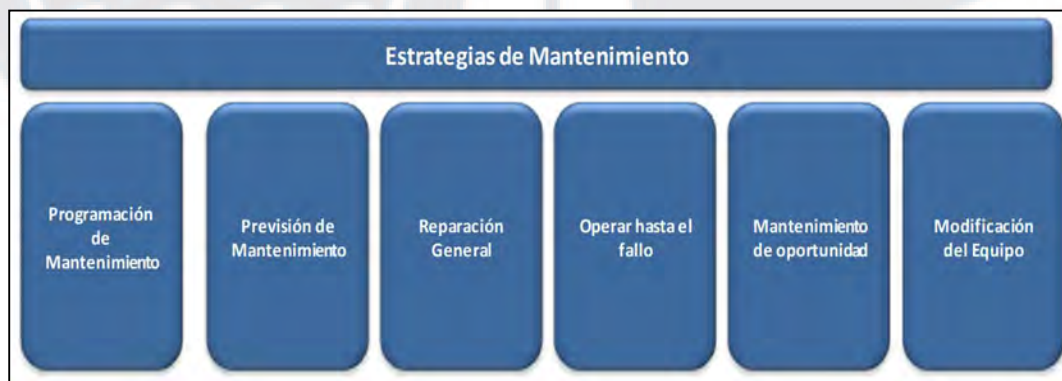 Estrategias de Mantenimiento
Programación
de
Mantenimiento
Previsión de
Mantenimiento
Reparación
General
Operar hasta el
fallo
Mantenimiento
de oportunidad
Modificación
del Equipo